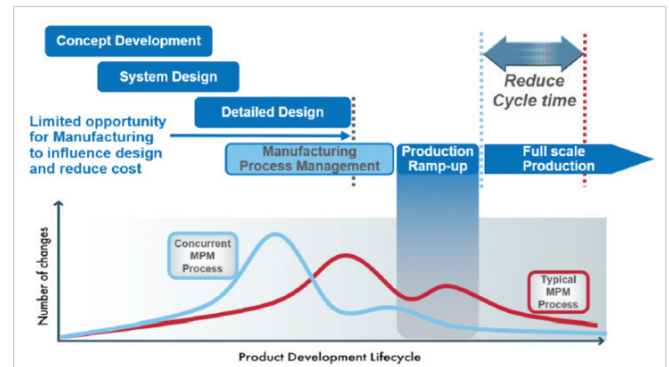 Concept Development
System Design
Detailed Design
Limited opportunity
for Manufacturing
to influence design
and reduce cost
Manufacturing
Process Management
Production
Ramp-up
Full scale
Production
Reduce
Cycle time
Number of changes
Concurrent
MPM
Process
Typical
MPM
Process
Product Development Lifecycle